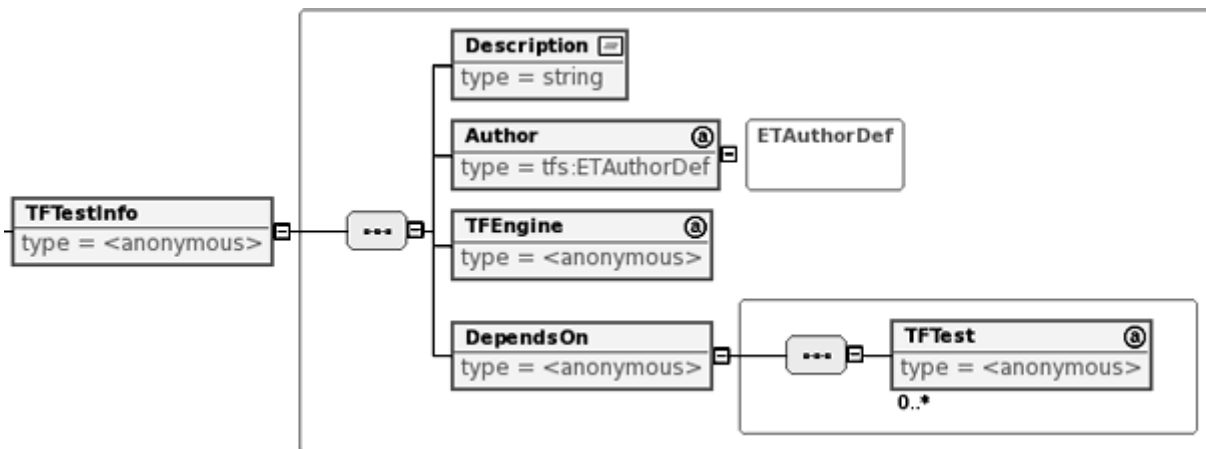 Description
type = string
Author
type = tfs:ETAuthorDef
ETAuthorDef
TFTestInfo
type = <anonymous>
TFEngine
type = <anonymous>
DependsOn
type = <anonymous>
TFTest
type = <anonymous>
0..*